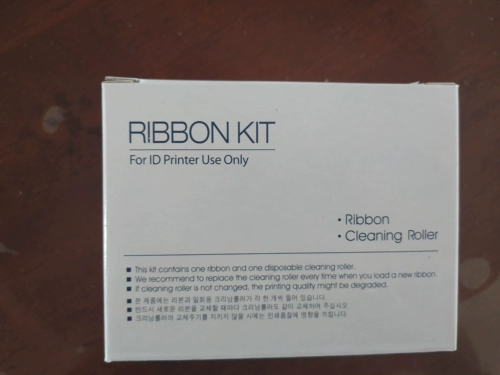 RIBBON KIT
For ID Printer Use Only
• Ribbon
• Cleaning Roller
■ This kit contains one ribbon and one disposable cleaning roller.
■ We recommend to replace the cleaning roller every time when you load a new ribbon.
■ If cleaning roller is not changed, the printing quality might be degraded.
■ 본 제품에는 리본과 일회용 크리닝롤러가 각 한 개씩 들어 있습니다.
■ 반드시 새로운 리본을 교체할 때마다 크리닝롤러도 같이 교체하여 주십시오
■ 크리닝롤러의 교체주기를 지키지 않을 시에는 인쇄품질에 영향을 미칩니다.